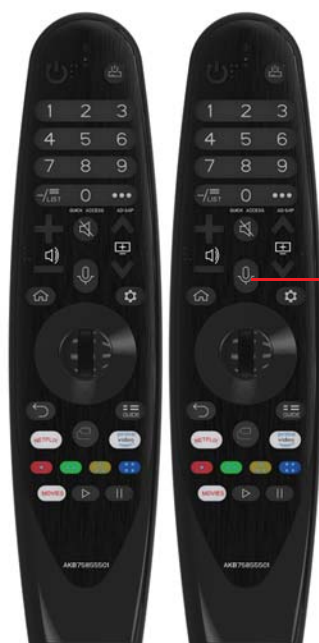 1 2 3
4 5 6
7 8 9
-/LIST 0 •••
QUICK ACCESS AD/SAP
GUIDE
NETFLIX prime video
MOVIES
AKB75855501
1 2 3
4 5 6
7 8 9
-/LIST 0 •••
QUICK ACCESS AD/SAP
GUIDE
NETFLIX prime video
MOVIES
AKB75855501